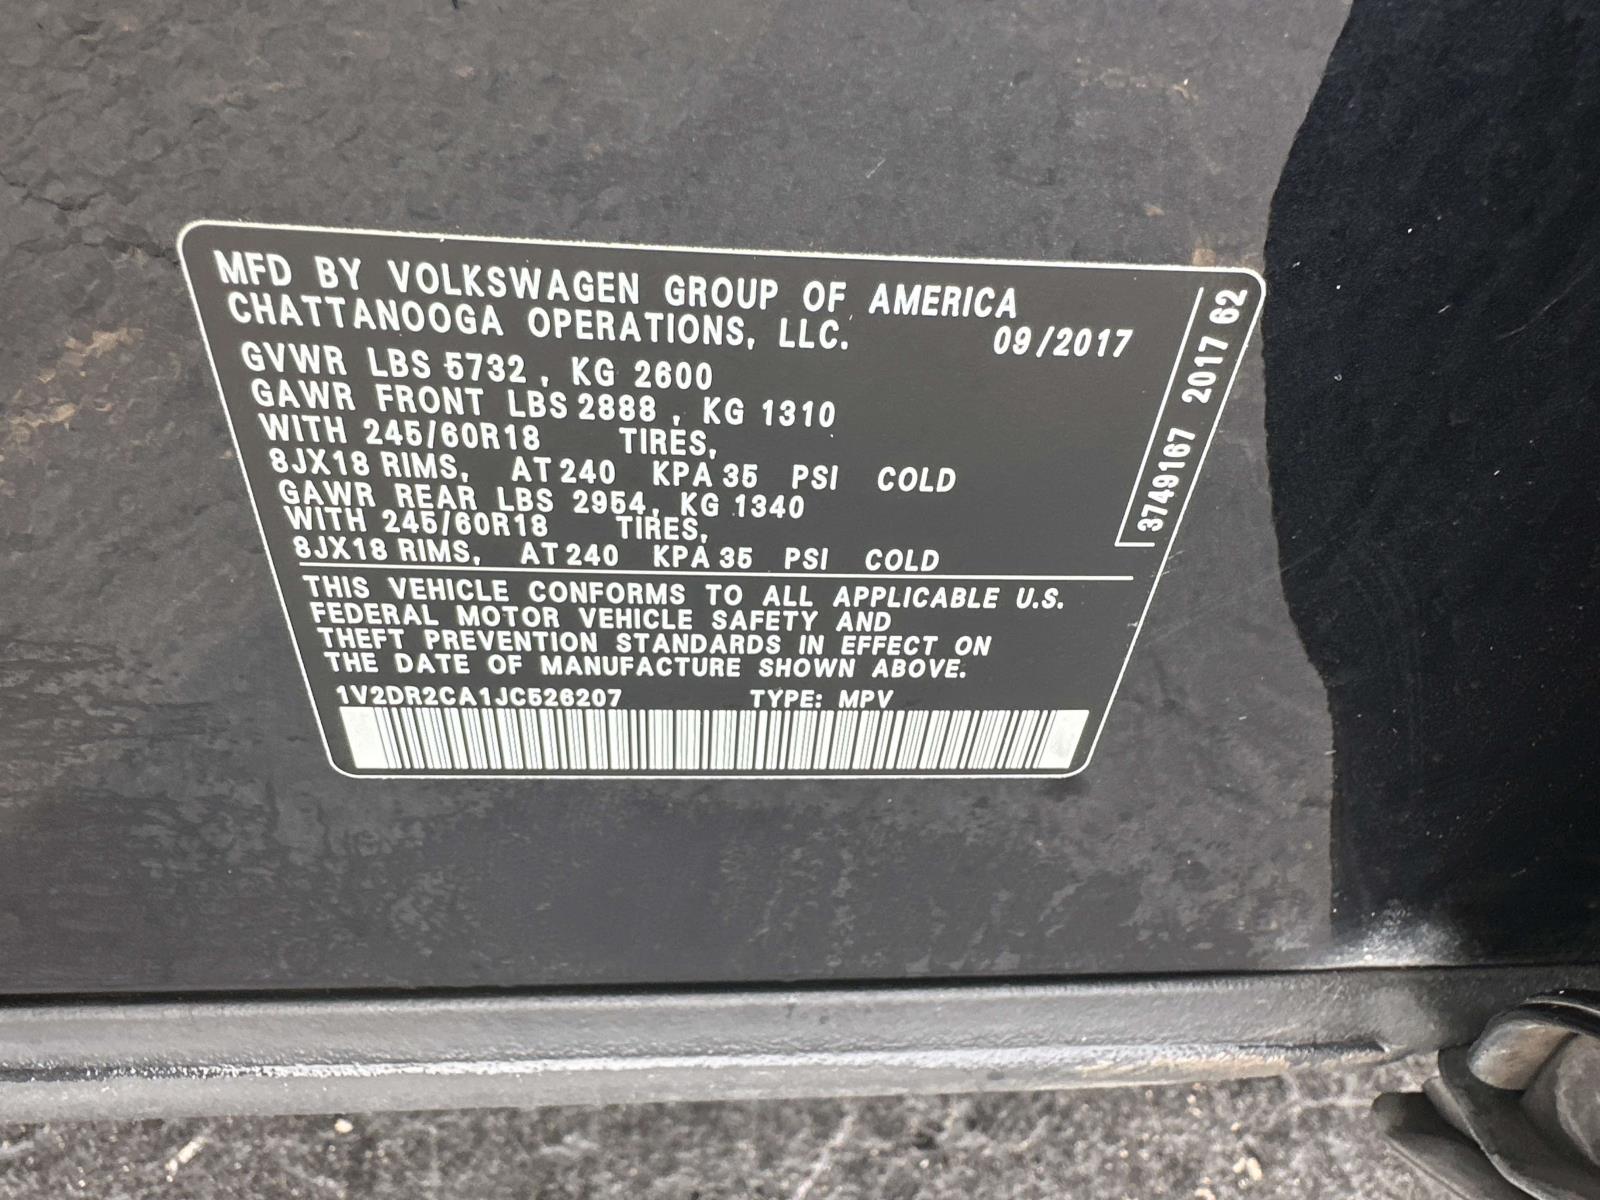 MFD BY VOLKSWAGEN GROUP OF AMERICA
CHATTANOOGA OPERATIONS, LLC. 09/2017
GVWR LBS 5732 , KG 2600
GAWR FRONT LBS 2888 , KG 1310
WITH 245/60R18 TIRES,
8JX18 RIMS, AT 240 KPA 35 PSI COLD
GAWR REAR LBS 2954, KG 1340
WITH 245/60R18 TIRES,
8JX18 RIMS, AT 240 KPA 35 PSI COLD
THIS VEHICLE CONFORMS TO ALL APPLICABLE U.S.
FEDERAL MOTOR VEHICLE SAFETY AND
THEFT PREVENTION STANDARDS IN EFFECT ON
THE DATE OF MANUFACTURE SHOWN ABOVE.
1V2DR2CA1JC526207 TYPE: MPV
3749167 2017 62